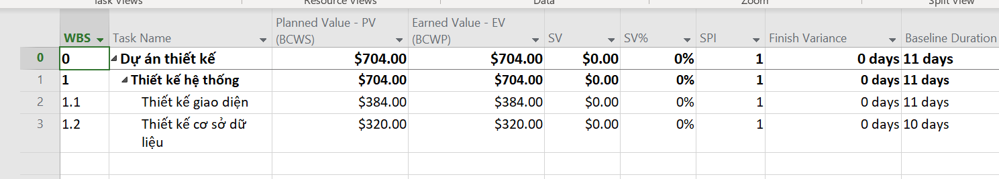 Task Views Resource Views Data Zoom Split View
WBS Task Name Planned Value - PV (BCWS) Earned Value - EV (BCWP) SV SV% SPI Finish Variance Baseline Duration
0 0 Dự án thiết kế $704.00 $704.00 $0.00 0% 1 0 days 11 days
1 1 Thiết kế hệ thống $704.00 $704.00 $0.00 0% 1 0 days 11 days
2 1.1 Thiết kế giao diện $384.00 $384.00 $0.00 0% 1 0 days 11 days
3 1.2 Thiết kế cơ sở dữ liệu $320.00 $320.00 $0.00 0% 1 0 days 10 days